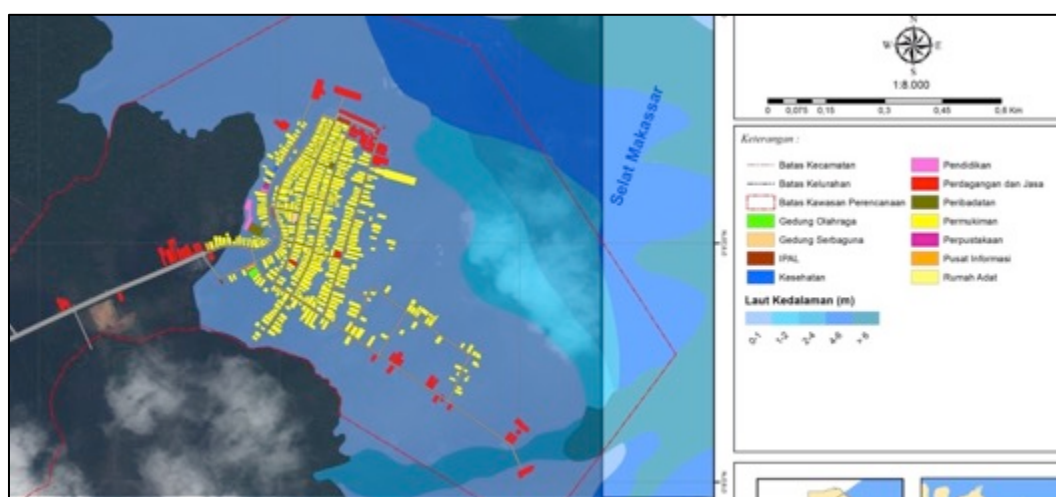 Selat Makassar
N
W E
S
1:8.000
0 0,075 0,15 0,3 0,45 0,6 Km
Keterangan :
Batas Kecamatan
Batas Kelurahan
Batas Kawasan Perencanaan
Gedung Olahraga
Gedung Serbaguna
IPAL
Kesehatan
Pendidikan
Perdagangan dan Jasa
Peribadatan
Permukiman
Perpustakaan
Pusat Informasi
Rumah Adat
Laut Kedalaman (m)
0-1 1-2 2-4 4-6 > 6